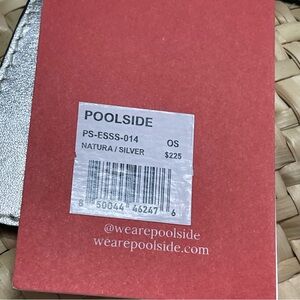 POOLSIDE
PS-ESSS-014 OS
NATURA / SILVER $225
8 50044 46247 6
@wearepoolside
wearepoolside.com